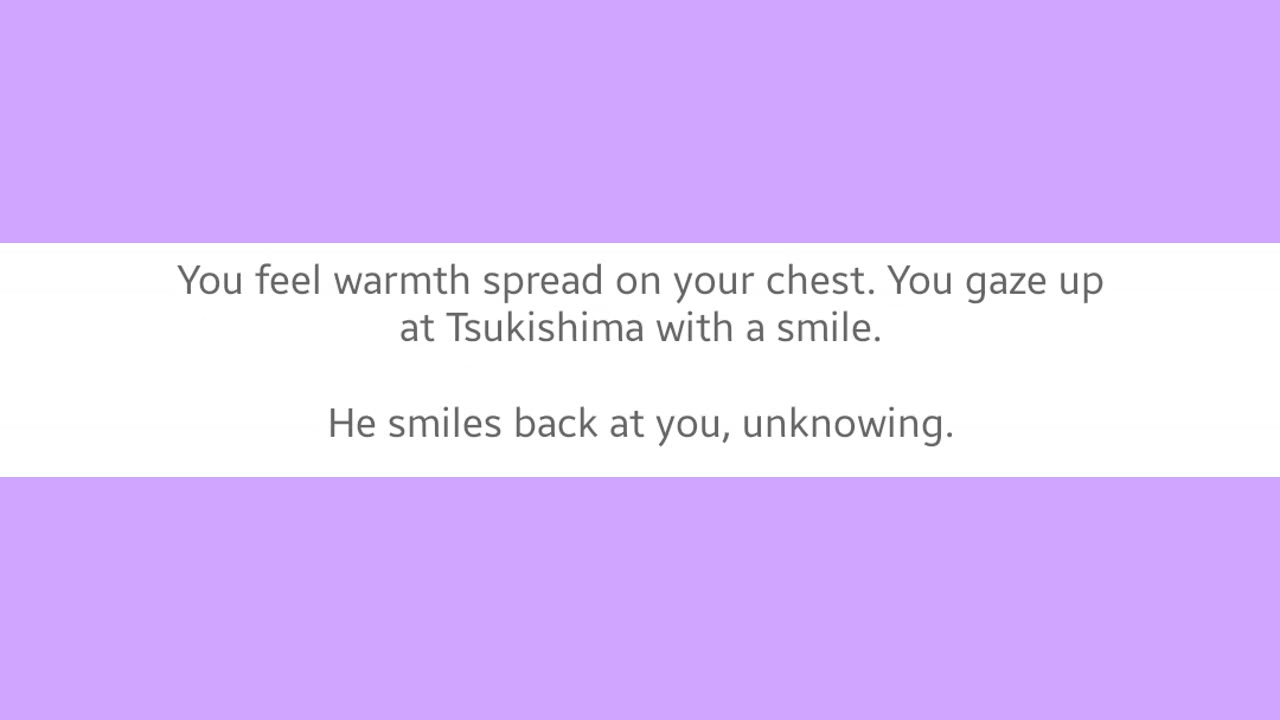 You feel warmth spread on your chest. You gaze up
at Tsukishima with a smile.
He smiles back at you, unknowing.